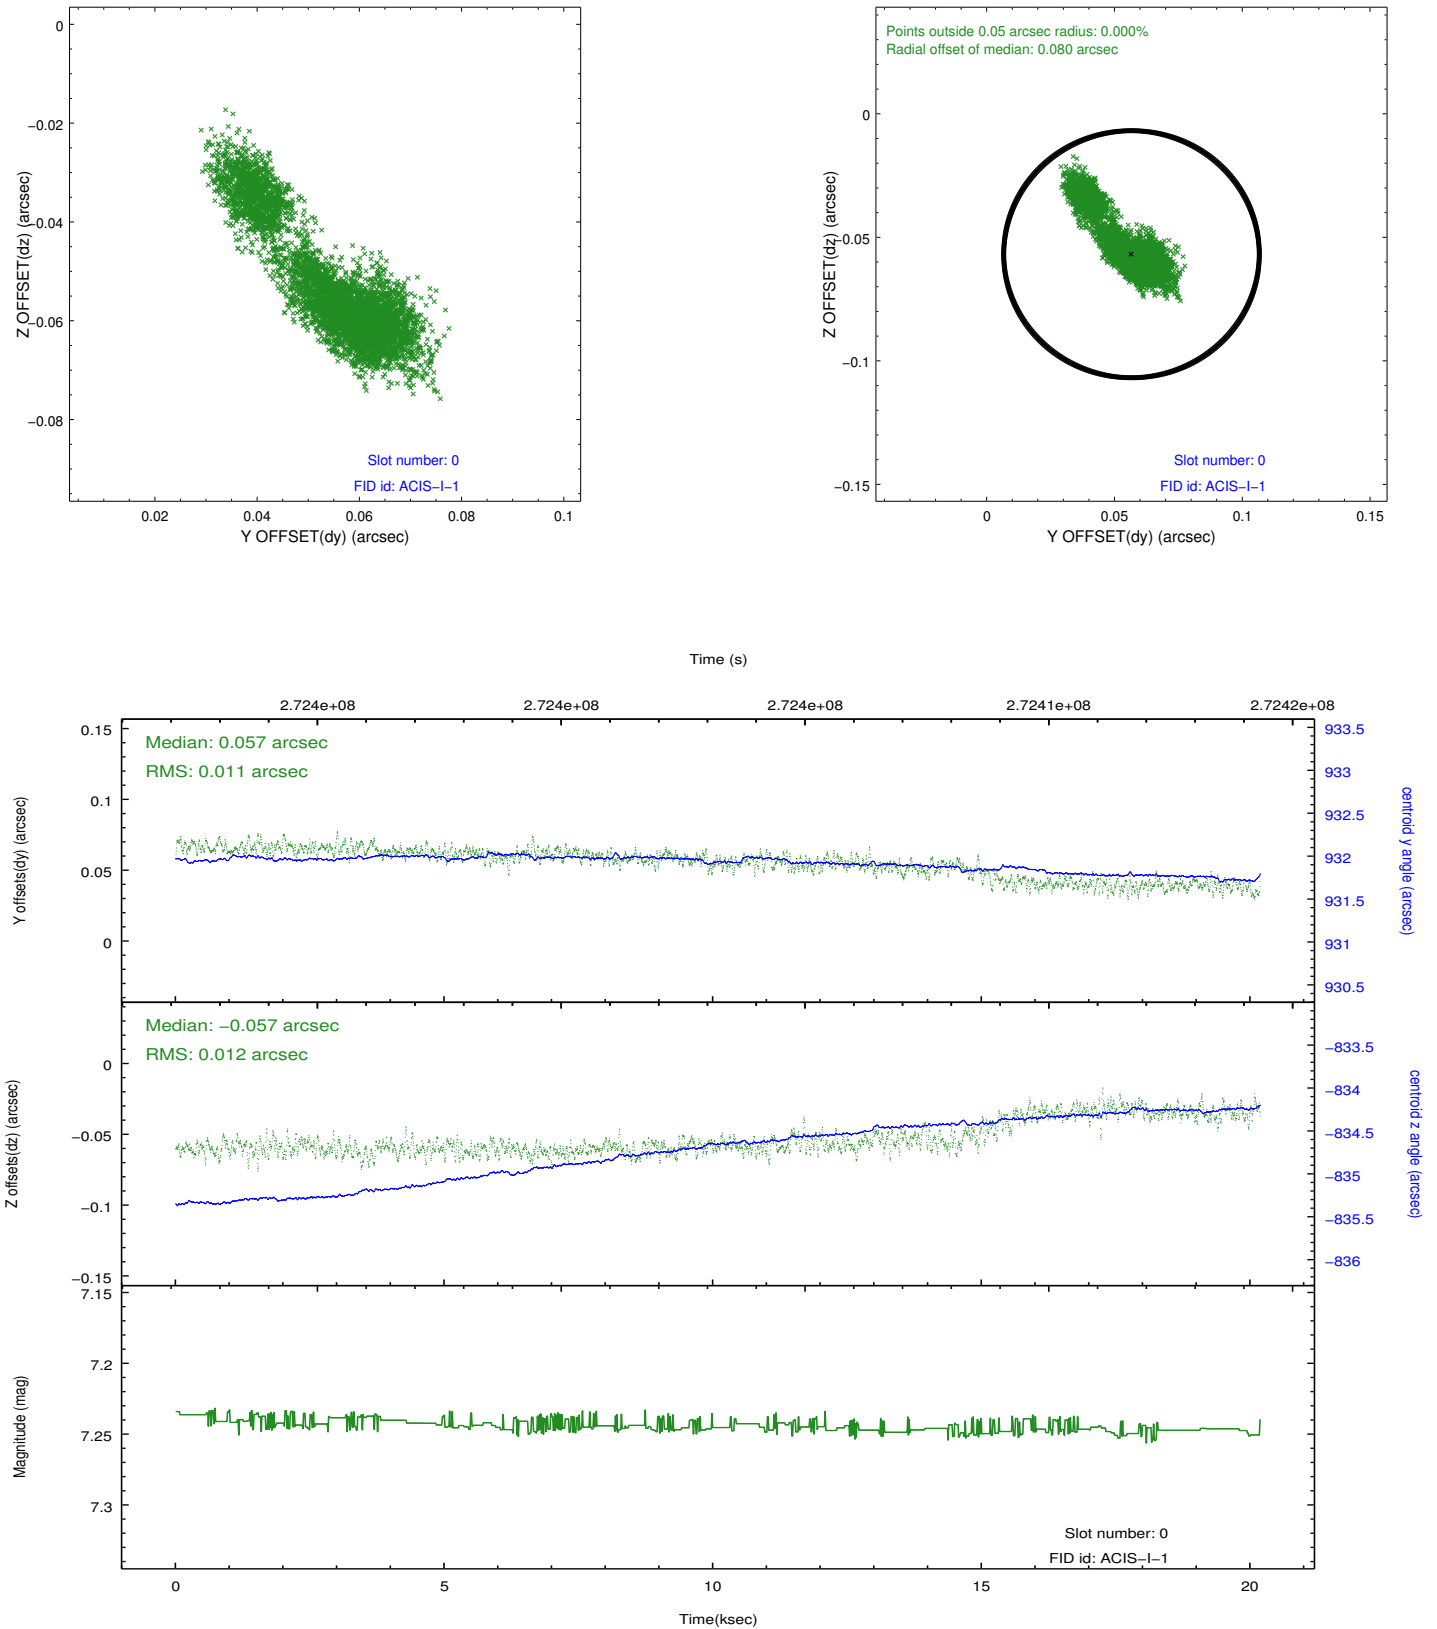 0
−0.02
−0.04
−0.06
−0.08
Z OFFSET(dz) (arcsec)
Slot number: 0
FID id: ACIS−I−1
0.02
0.04
0.06
0.08
0.1
Y OFFSET(dy) (arcsec)
Points outside 0.05 arcsec radius: 0.000%
Radial offset of median: 0.080 arcsec
0
−0.05
−0.1
−0.15
Z OFFSET(dz) (arcsec)
Slot number: 0
FID id: ACIS−I−1
0
0.05
0.1
0.15
Y OFFSET(dy) (arcsec)
Time (s)
2.724e+08
2.724e+08
2.724e+08
2.7241e+08
2.7242e+08
Median: 0.057 arcsec
RMS: 0.011 arcsec
0.15
0.1
0.05
0
Y offsets(dy) (arcsec)
933.5
933
932.5
932
931.5
931
930.5
centroid y angle (arcsec)
Median: −0.057 arcsec
RMS: 0.012 arcsec
0
−0.05
−0.1
−0.15
Z offsets(dz) (arcsec)
−833.5
−834
−834.5
−835
−835.5
−836
centroid z angle (arcsec)
7.15
7.2
7.25
7.3
Magnitude (mag)
Slot number: 0
FID id: ACIS−I−1
0
5
10
15
20
Time(ksec)